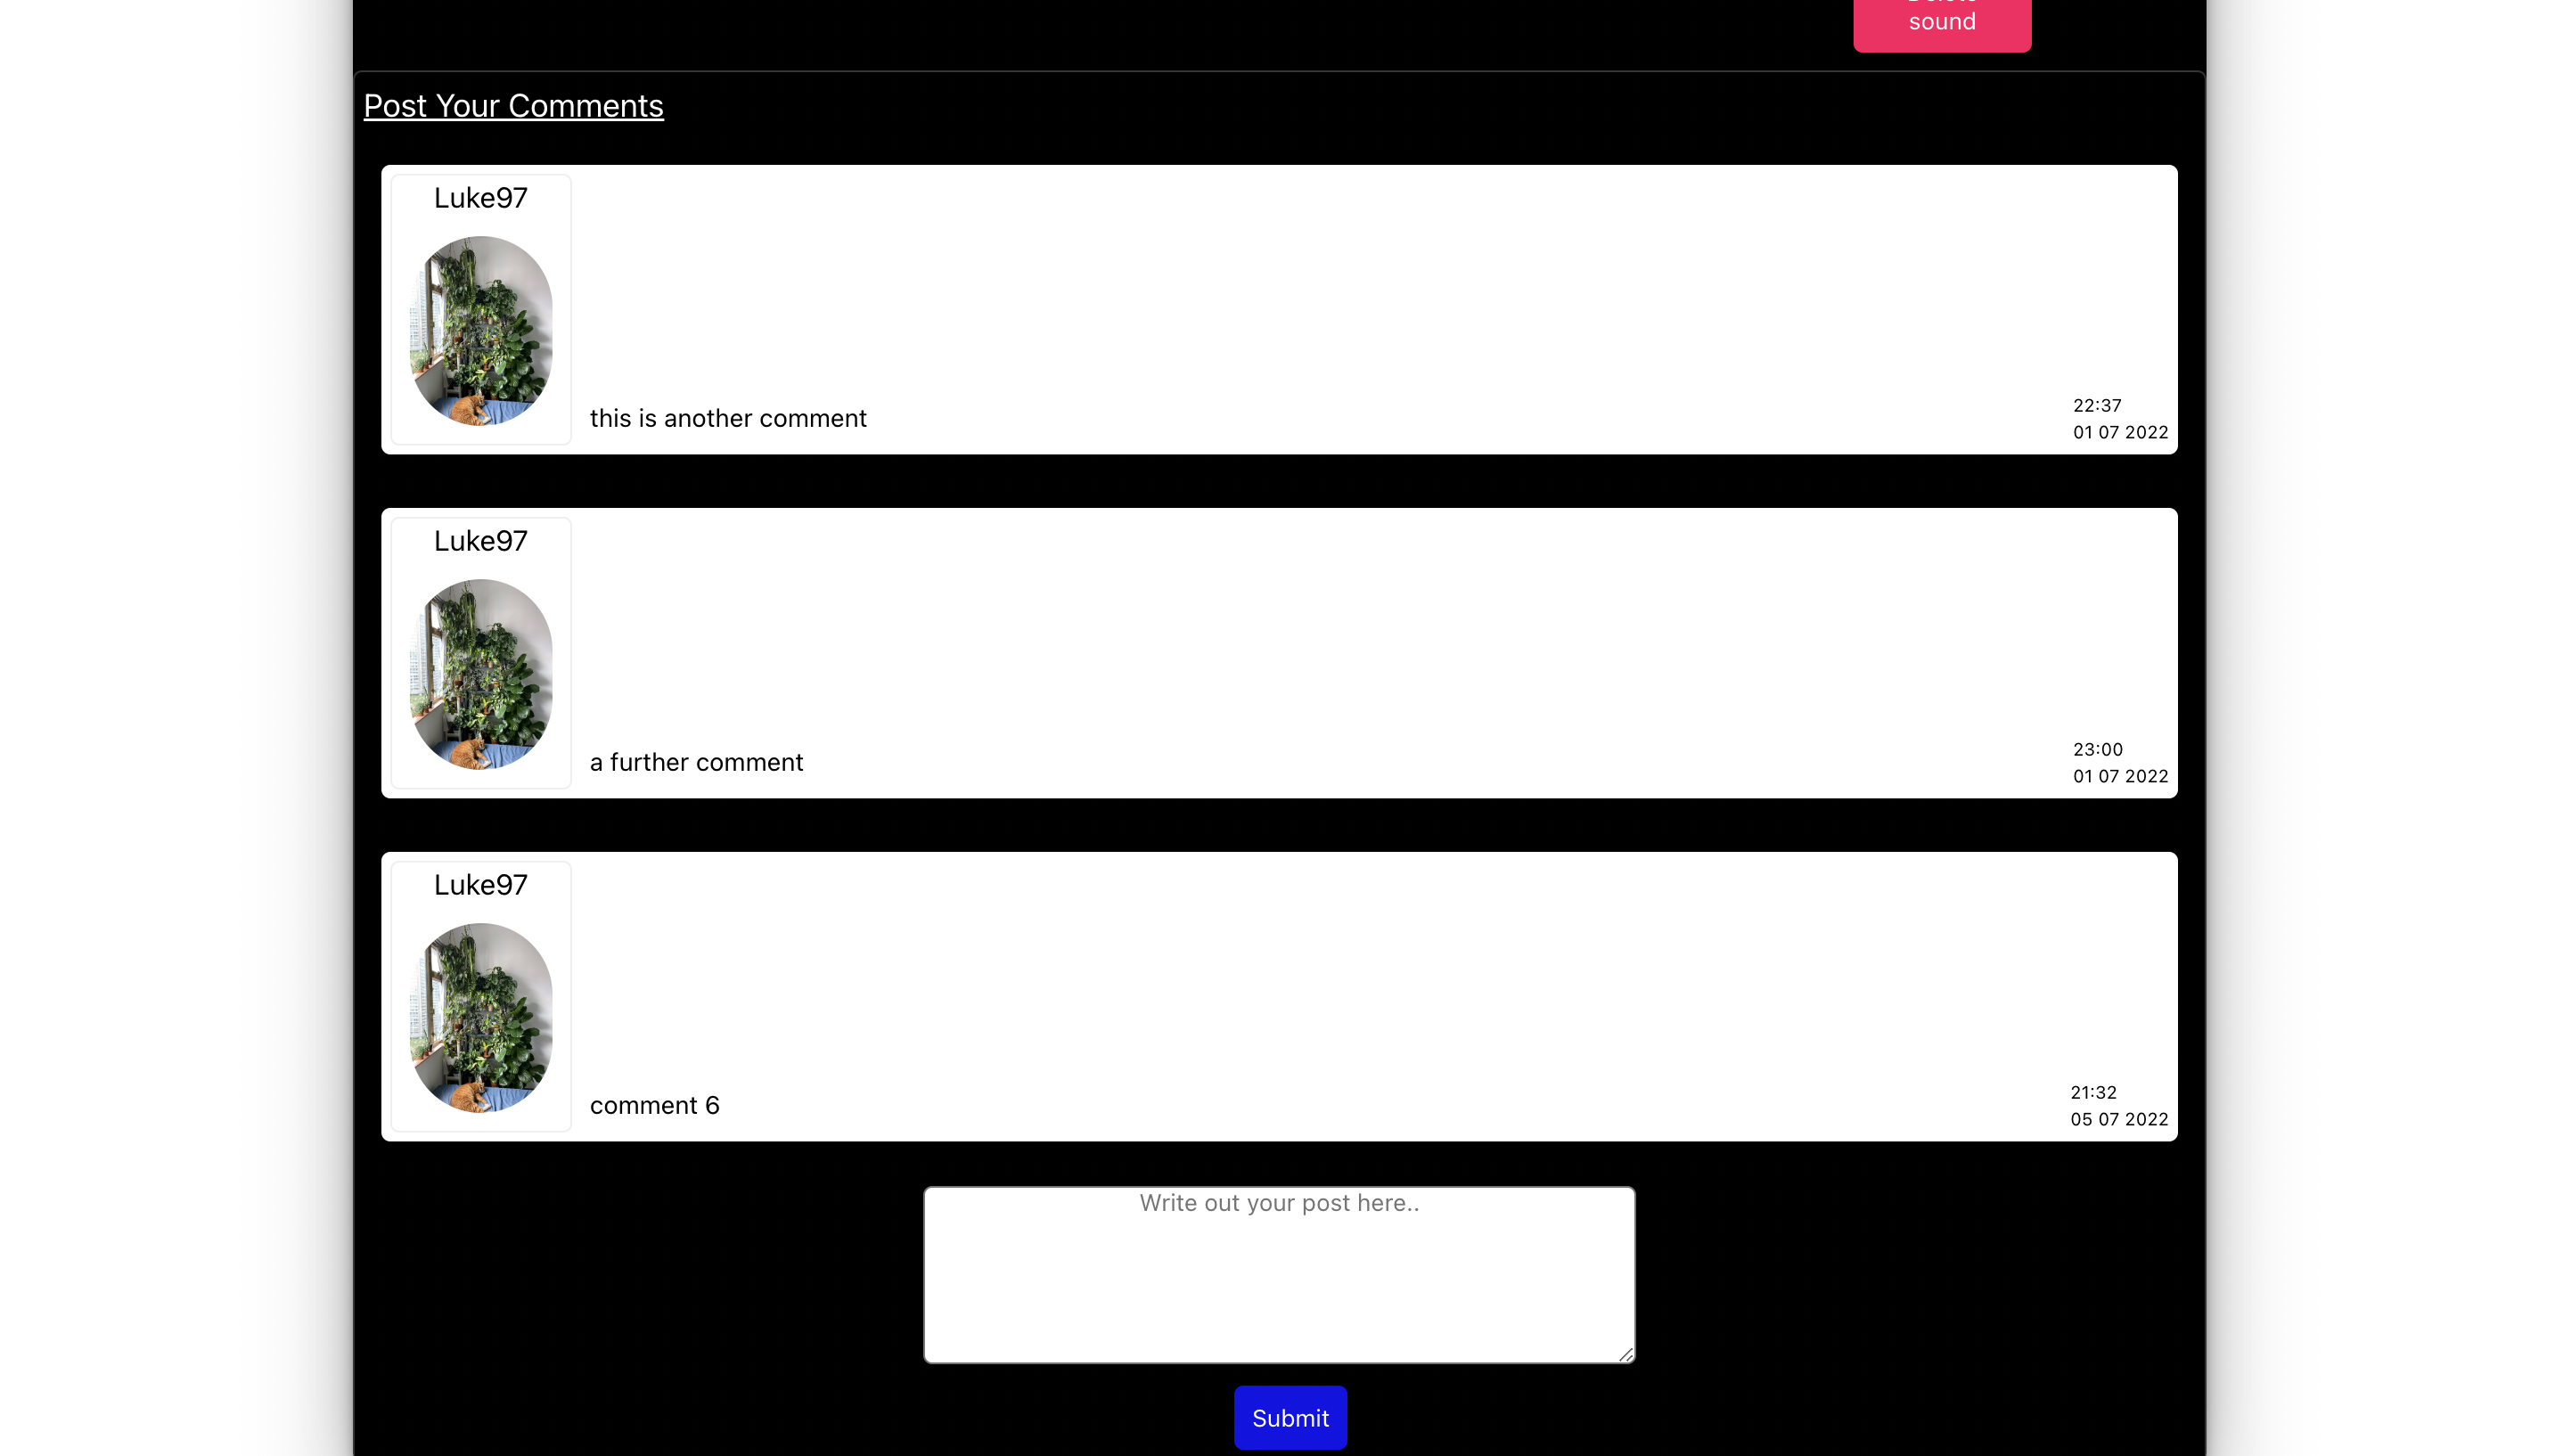 sound
Post Your Comments
Luke97
this is another comment
22:37
01 07 2022
Luke97
a further comment
23:00
01 07 2022
Luke97
comment 6
21:32
05 07 2022
Write out your post here..
Submit